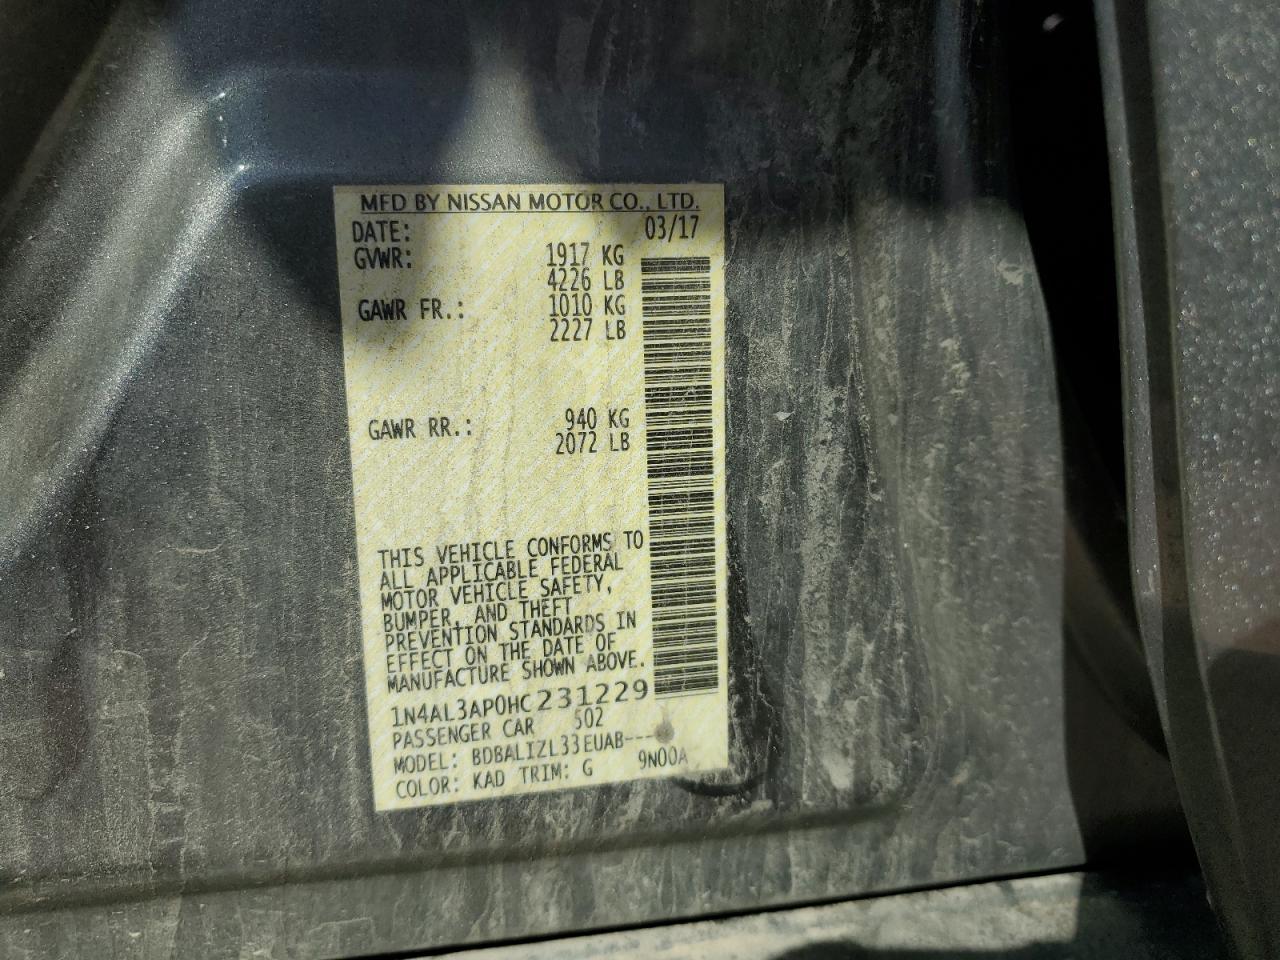 MFD BY NISSAN MOTOR CO., LTD.
DATE: 03/17
GVWR: 1917 KG
4226 LB
GAWR FR.: 1010 KG
2227 LB
GAWR RR.: 940 KG
2072 LB
THIS VEHICLE CONFORMS TO
ALL APPLICABLE FEDERAL
MOTOR VEHICLE SAFETY,
BUMPER, AND THEFT
PREVENTION STANDARDS IN
EFFECT ON THE DATE OF
MANUFACTURE SHOWN ABOVE.
1N4AL3AP0HC231229
PASSENGER CAR 502
MODEL: BDBALIZL33EUAB----
COLOR: KAD TRIM: G 9N00A